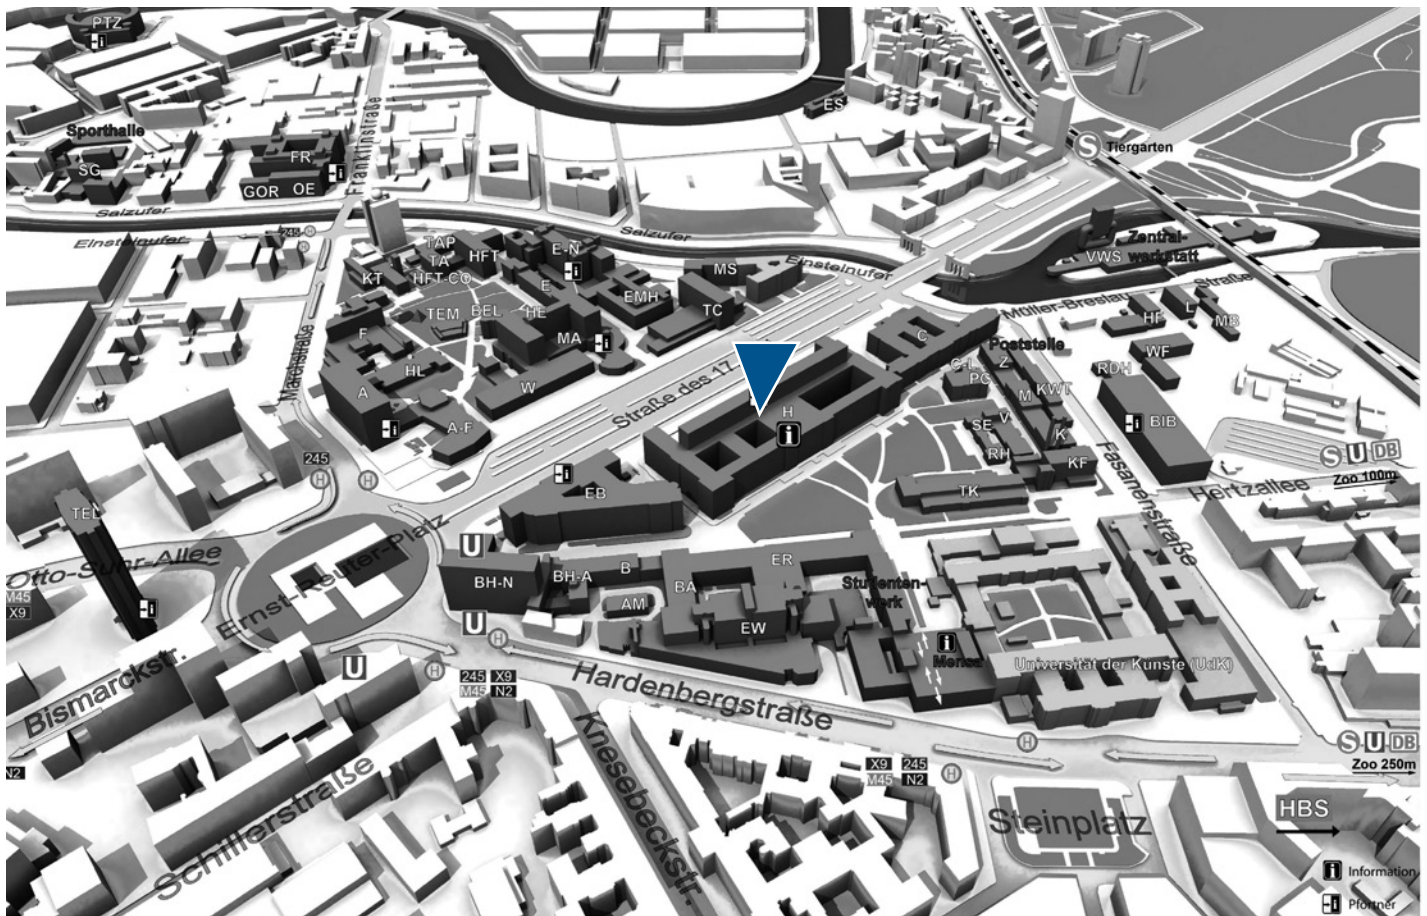 PTZ
Sporthalle
SG
FR
GOR
OE
Franklinstraße
ES
S
Tiergarten
Salzufer
Salzufer
Einsteinufer
245 H
H
Einsteinufer
TAP
TA
HFT
HFT-CO
KT
E-N
E
EMH
MS
TC
Zentral-
werkstatt
VWS
Müller-Breslau
Straße
TEM
BEL
HE
MA
F
HL
A
A-F
W
Marchstraße
Straße des 17.
H
C
Poststelle
C-L
PC
Z
M
KWT
HF
L
MB
WF
RDH
BIB
SE
V
RH
K
KF
TK
Fasanenstraße
Hertzallee
S U DB
Zoo 100m
245
H
H
EB
TEL
Otto-Suhr-Allee
M45
X9
Ernst-Reuter-Platz
U
BH-N
BH-A
B
BA
ER
AM
EW
Studenten-
werk
Mensa
Universität der Künste (UdK)
U
H
U
H
245 X9
M45 N2
Bismarckstr.
N2
Hardenbergstraße
Schillerstraße
Knesebeckstr.
X9 245
M45 N2
H
H
S U DB
Zoo 250m
Steinplatz
HBS
Information
Pförtner